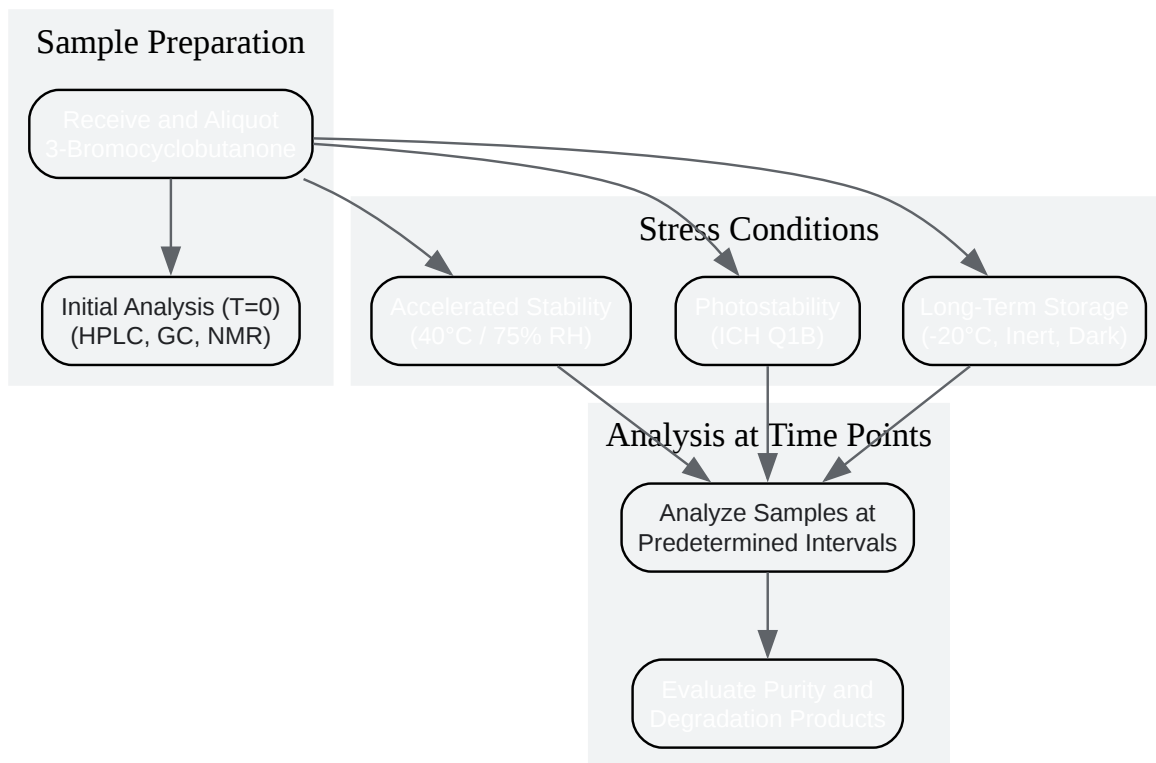 Sample Preparation
Receive and Aliquot
3-Bromocyclobutanone
Initial Analysis (T=0)
(HPLC, GC, NMR)
Stress Conditions
Accelerated Stability
(40°C / 75% RH)
Photostability
(ICH Q1B)
Long-Term Storage
(-20°C, Inert, Dark)
Analysis at Time Points
Analyze Samples at
Predetermined Intervals
Evaluate Purity and
Degradation Products